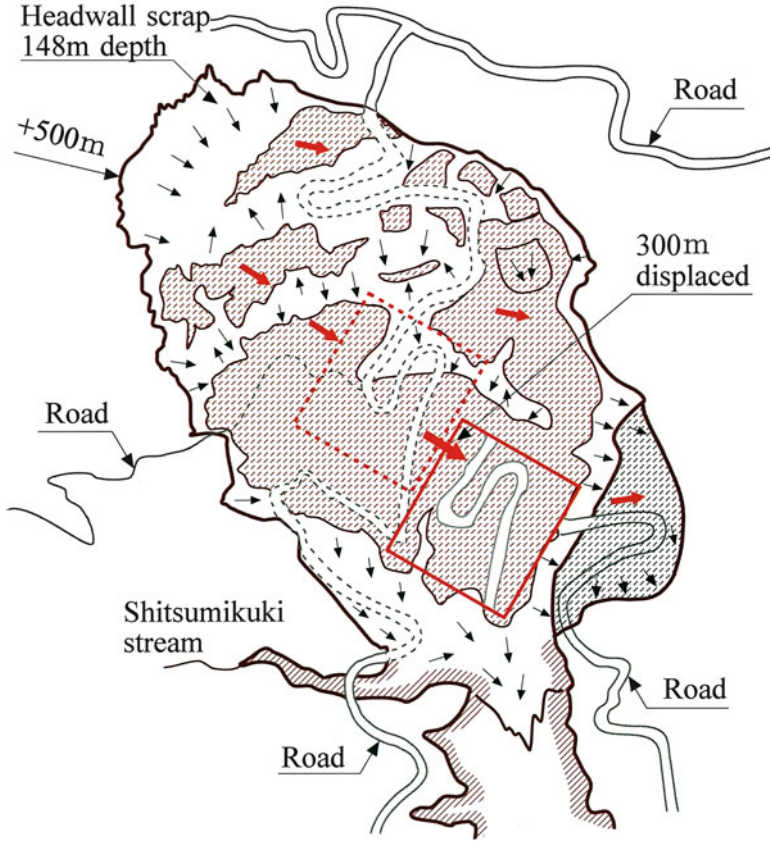 Headwall scrap
148m depth
Road
+500m
300m
displaced
Road
Shitsumikuki
stream
Road
Road